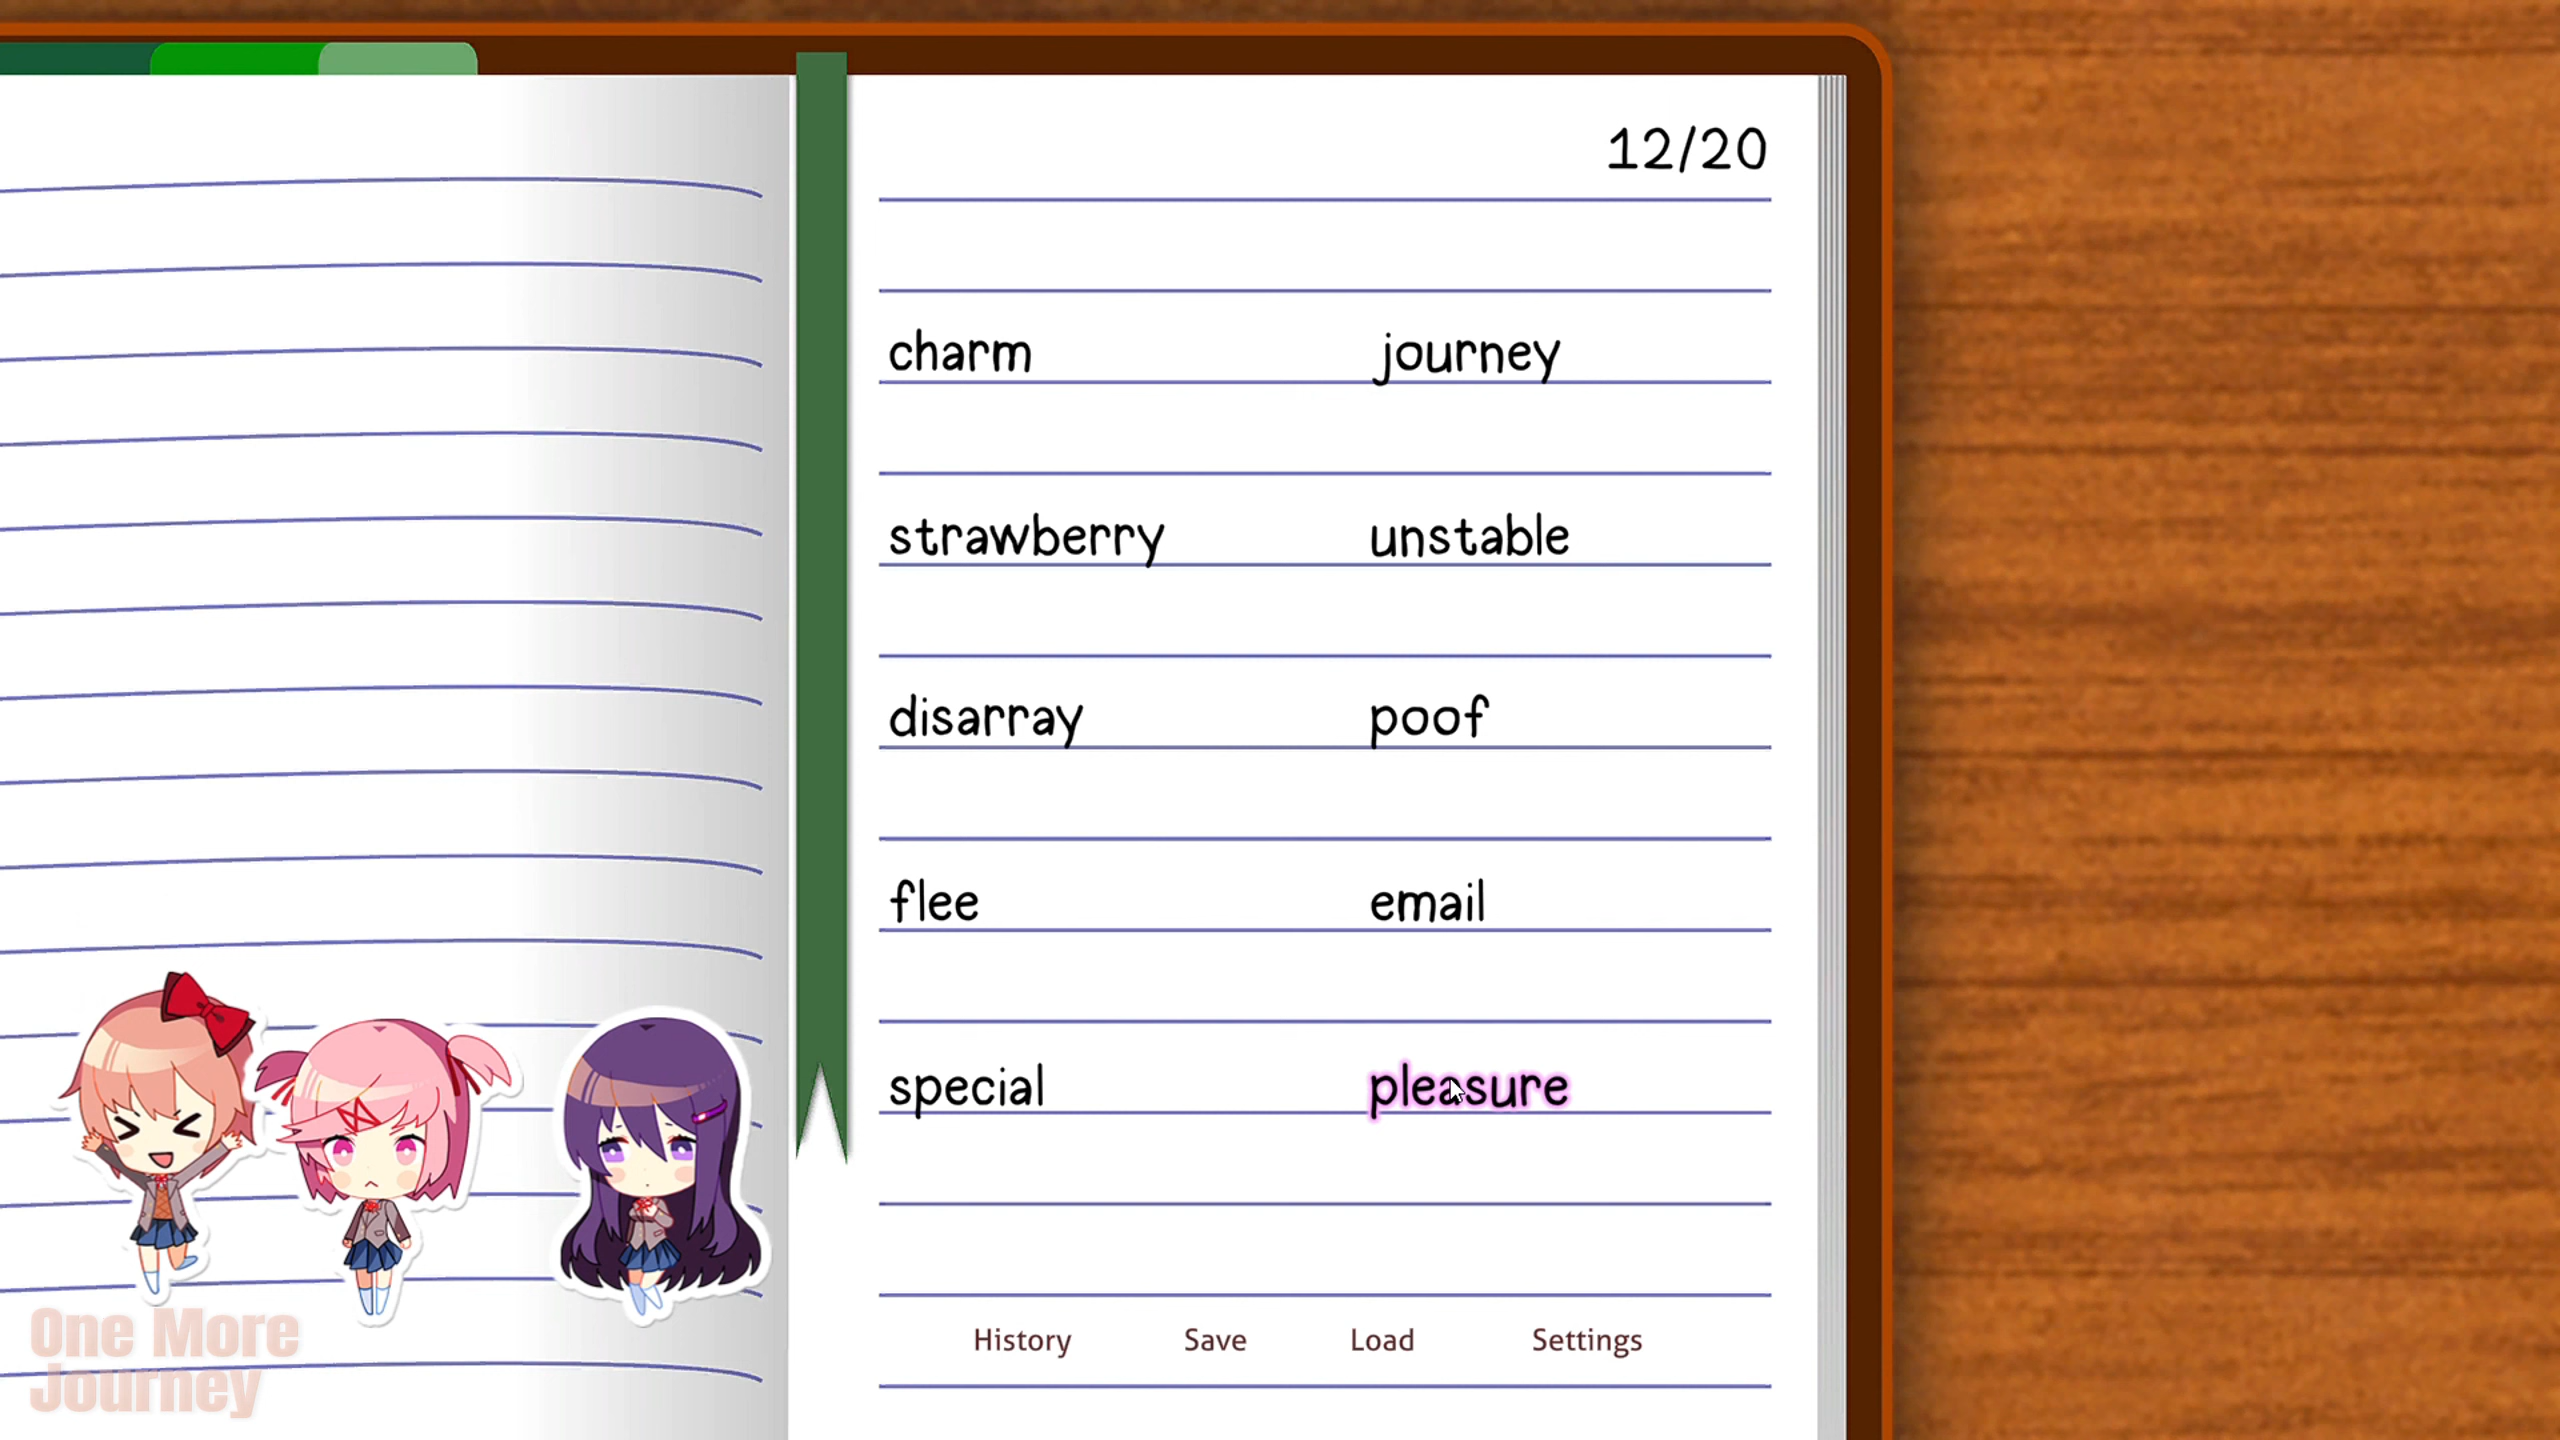 12/20
charm journey
strawberry unstable
disarray poof
flee email
special pleasure
History Save Load Settings
One More
Journey